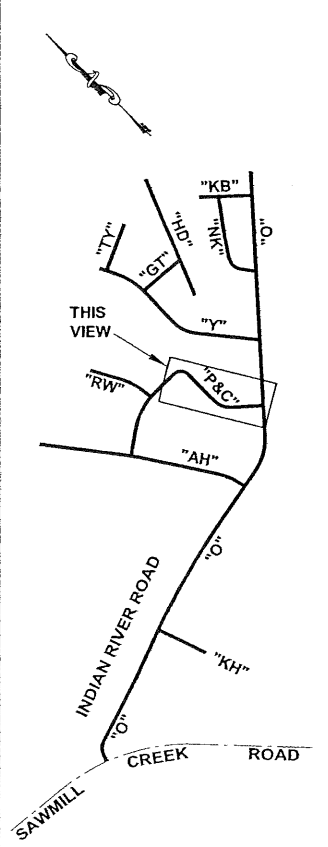 "KB"
"O"
"NK"
"HD"
"TY"
"GT"
THIS
VIEW
"Y"
"P&C"
"RW"
"AH"
"O"
INDIAN RIVER ROAD
"KH"
"O"
SAWMILL CREEK ROAD